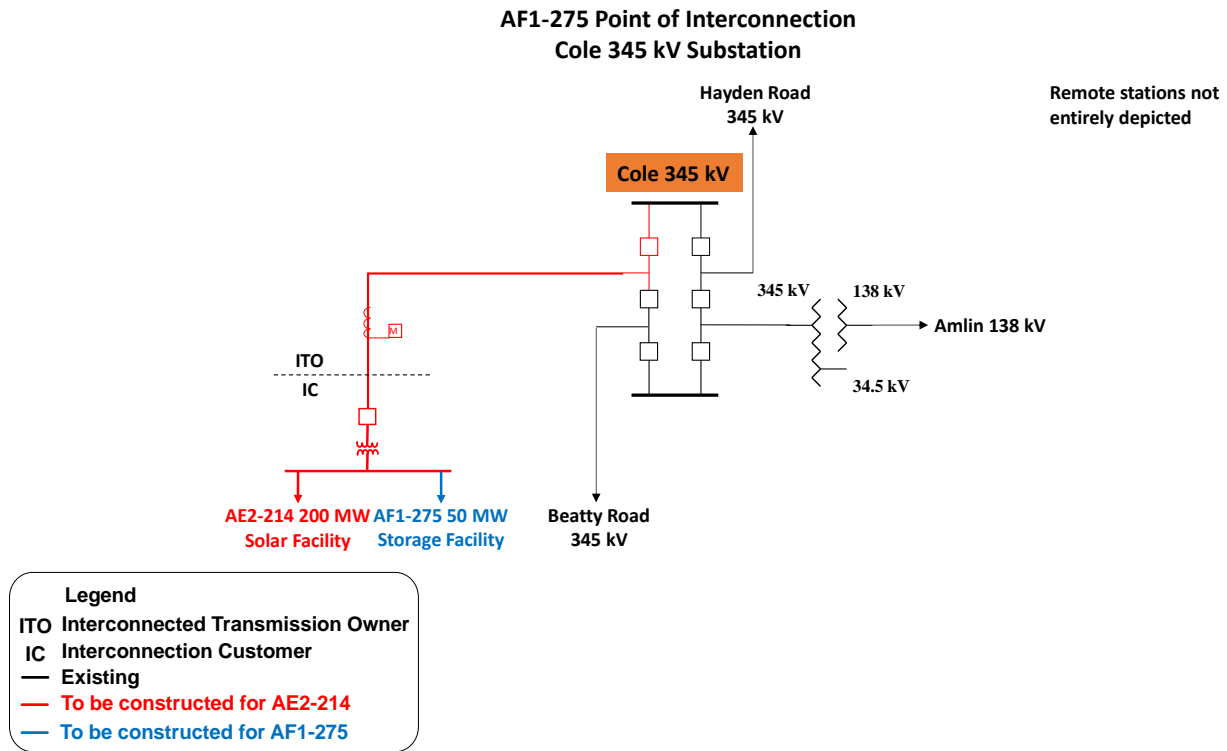 AF1-275 Point of Interconnection
Cole 345 kV Substation
Hayden Road
345 kV
Remote stations not
entirely depicted
Cole 345 kV
345 kV
138 kV
Amlin 138 kV
34.5 kV
M
ITO
IC
AE2-214 200 MW
Solar Facility
AF1-275 50 MW
Storage Facility
Beatty Road
345 kV
Legend
ITO Interconnected Transmission Owner
IC Interconnection Customer
Existing
To be constructed for AE2-214
To be constructed for AF1-275